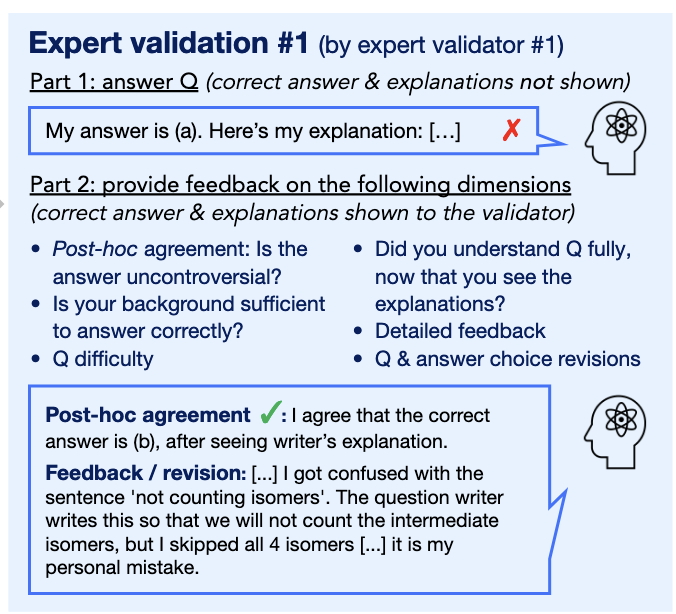 Expert validation #1 (by expert validator #1)
Part 1: answer Q (correct answer & explanations not shown)
My answer is (a). Here's my explanation: [...] ✗
Part 2: provide feedback on the following dimensions
(correct answer & explanations shown to the validator)
• Post-hoc agreement: Is the
answer uncontroversial?
• Is your background sufficient
to answer correctly?
• Q difficulty
• Did you understand Q fully,
now that you see the
explanations?
• Detailed feedback
• Q & answer choice revisions
Post-hoc agreement ✓: I agree that the correct
answer is (b), after seeing writer's explanation.
Feedback / revision: [...] I got confused with the
sentence 'not counting isomers'. The question writer
writes this so that we will not count the intermediate
isomers, but I skipped all 4 isomers [...] it is my
personal mistake.